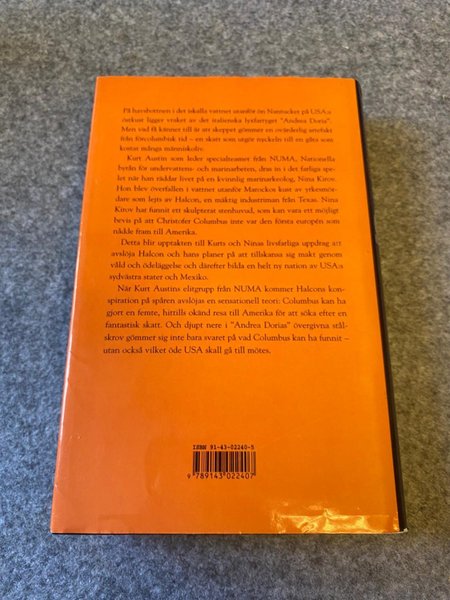 På havsbottnen i det iskalla vattnet utanför ön Nantucket på USA:s
östkust ligger vraket av det italienska lyxfartyget "Andrea Doria".
Men vad få känner till är att skeppet gömmer en ovärderlig artefakt
från förcolumbisk tid – en skatt som utgör nyckeln till en gåta som
kostar många människoliv.
Kurt Austin som leder specialteamet från NUMA, Nationella
byrån för undervattens- och marinarbeten, dras in i det farliga spe-
let när han räddar livet på en kvinnlig marinarkeolog, Nina Kirov.
Hon blev överfallen i vattnet utanför Marockos kust av yrkesmör-
dare som lejts av Halcon, en mäktig industriman från Texas. Nina
Kirov har funnit ett skulpterat stenhuvud, som kan vara ett möjligt
bevis på att Christofer Columbus inte var den första européen som
nådde fram till Amerika.
Detta blir upptakten till Kurts och Ninas livsfarliga uppdrag att
avslöja Halcon och hans planer på att tillskansa sig makt genom
våld och ödeläggelse och därefter bilda en helt ny nation av USA:s
sydvästra stater och Mexiko.
När Kurt Austins elitgrupp från NUMA kommer Halcons kon-
spiration på spåren avslöjas en sensationell teori: Columbus kan ha
gjort en femte, hittills okänd resa till Amerika för att söka efter en
fantastisk skatt. Och djupt nere i "Andrea Dorias" övergivna stål-
skrov gömmer sig inte bara svaret på vad Columbus kan ha funnit –
utan också vilket öde USA skall gå till mötes.
ISBN 91-43-02240-5
9 789143 022407